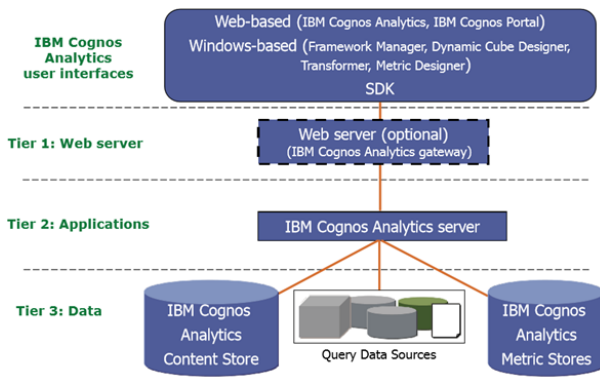 IBM Cognos
Analytics
user interfaces
Web-based (IBM Cognos Analytics, IBM Cognos Portal)
Windows-based (Framework Manager, Dynamic Cube Designer,
Transformer, Metric Designer)
SDK
Tier 1: Web server
Web server (optional)
(IBM Cognos Analytics gateway)
Tier 2: Applications
IBM Cognos Analytics server
Tier 3: Data
IBM Cognos
Analytics
Content Store
Query Data Sources
IBM Cognos
Analytics
Metric Stores